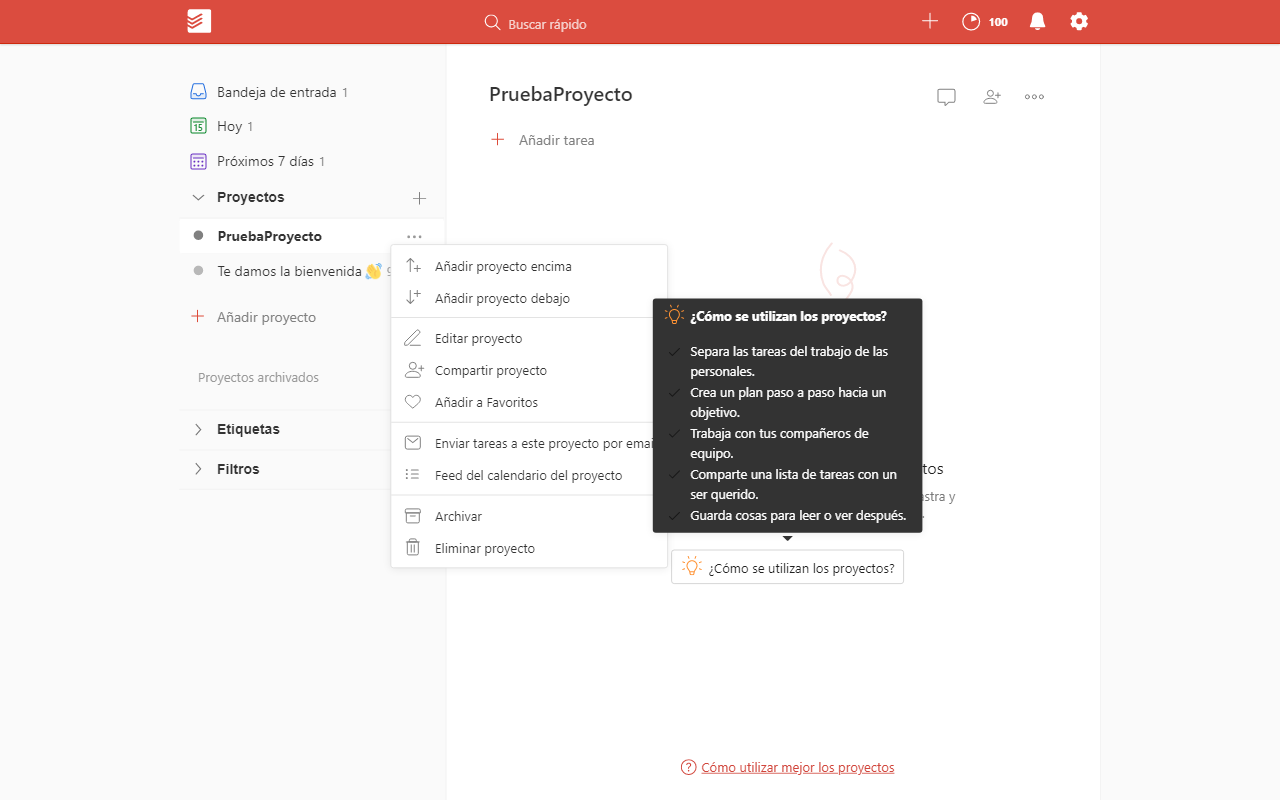 Buscar rápido
100
Bandeja de entrada 1
15
Hoy 1
Próximos 7 días 1
Proyectos
PruebaProyecto
Te damos la bienvenida
Añadir proyecto
Proyectos archivados
Etiquetas
Filtros
PruebaProyecto
Añadir tarea
Añadir proyecto encima
Añadir proyecto debajo
Editar proyecto
Compartir proyecto
Añadir a Favoritos
Enviar tareas a este proyecto por emai
Feed del calendario del proyecto
Archivar
Eliminar proyecto
¿Cómo se utilizan los proyectos?
Separa las tareas del trabajo de las
personales.
Crea un plan paso a paso hacia un
objetivo.
Trabaja con tus compañeros de
equipo.
Comparte una lista de tareas con un
ser querido.
Guarda cosas para leer o ver después.
¿Cómo se utilizan los proyectos?
Cómo utilizar mejor los proyectos